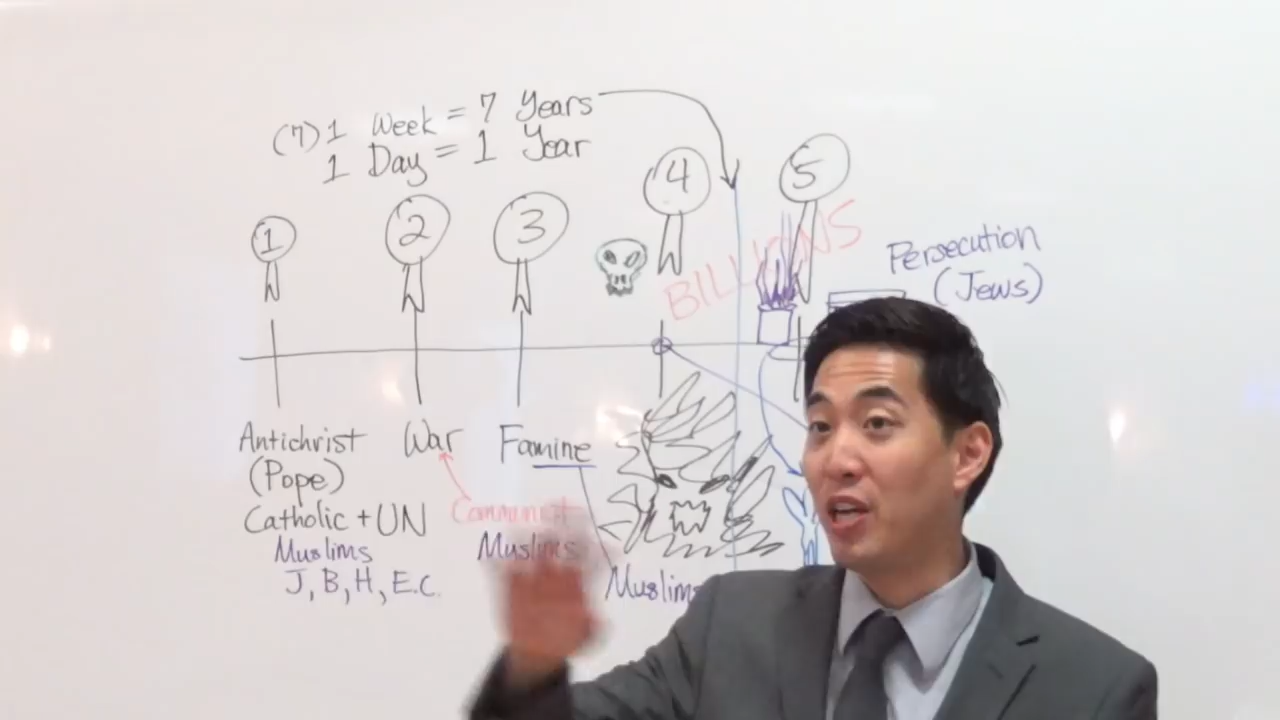 (7) 1 Week = 7 Years
1 Day = 1 Year
1
2
3
4
5
BILLIONS
Persecution
(Jews)
Antichrist
(Pope)
Catholic + UN
Muslims
J, B, H, E.C.
War
Communist
Muslims
Famine
Muslims